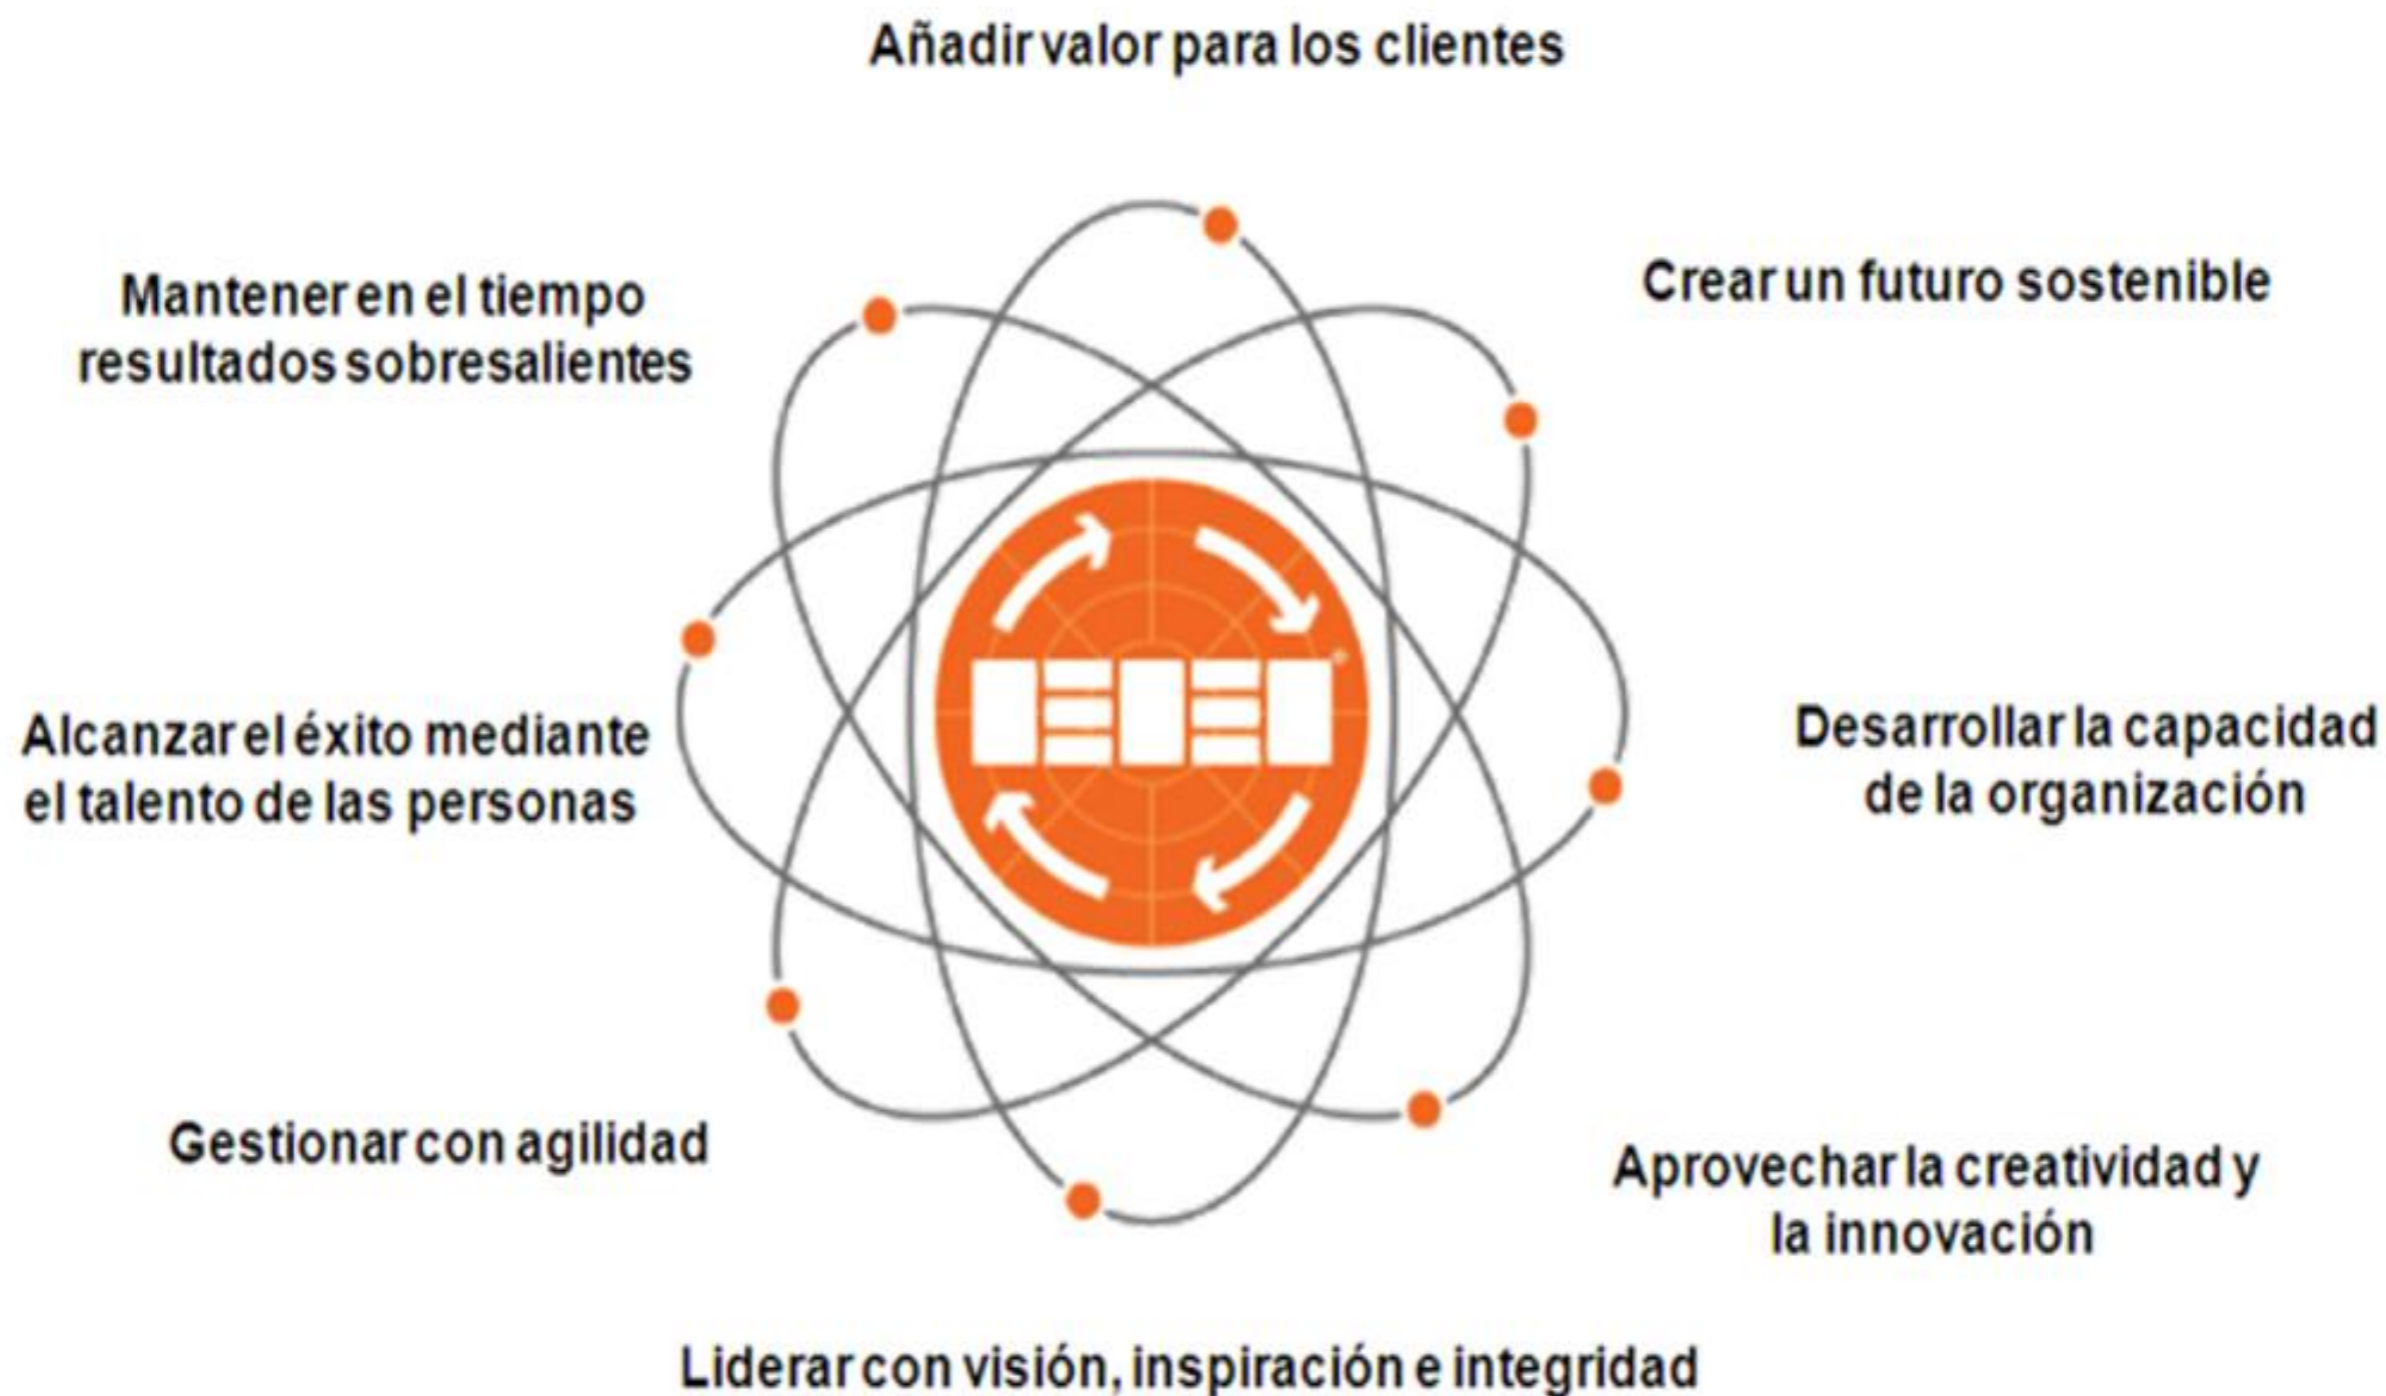 Añadir valor para los clientes
Mantener en el tiempo
resultados sobresalientes
Crear un futuro sostenible
Alcanzar el éxito mediante
el talento de las personas
Desarrollar la capacidad
de la organización
Gestionar con agilidad
Aprovechar la creatividad y
la innovación
Liderar con visión, inspiración e integridad